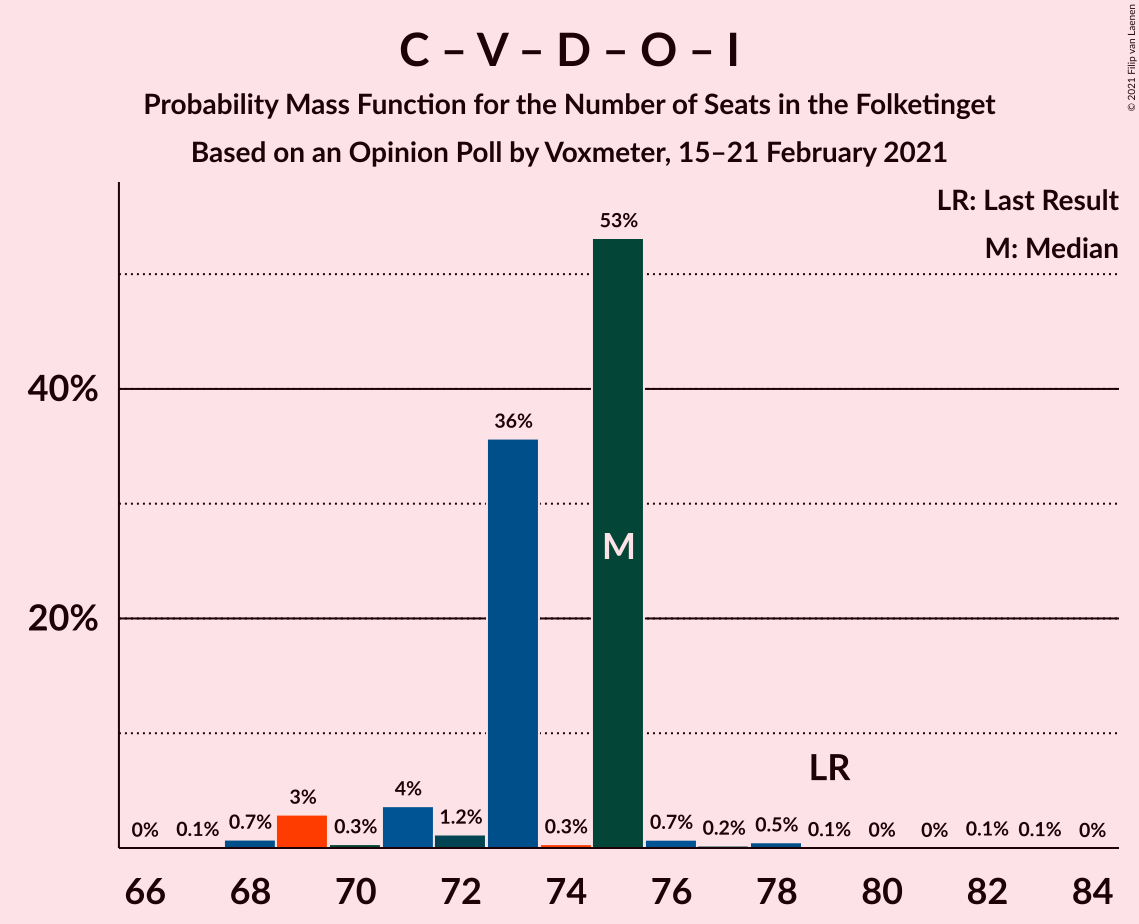 C – V – D – O – I
Probability Mass Function for the Number of Seats in the Folketinget
Based on an Opinion Poll by Voxmeter, 15–21 February 2021
© 2021 Filip van Laenen
LR: Last Result
M: Median
53%
40%
36%
M
20%
LR
0% 0.1% 0.7% 3% 0.3% 4% 1.2% 0.3% 0.7% 0.2% 0.5% 0.1% 0% 0% 0.1% 0.1% 0%
66 68 70 72 74 76 78 80 82 84